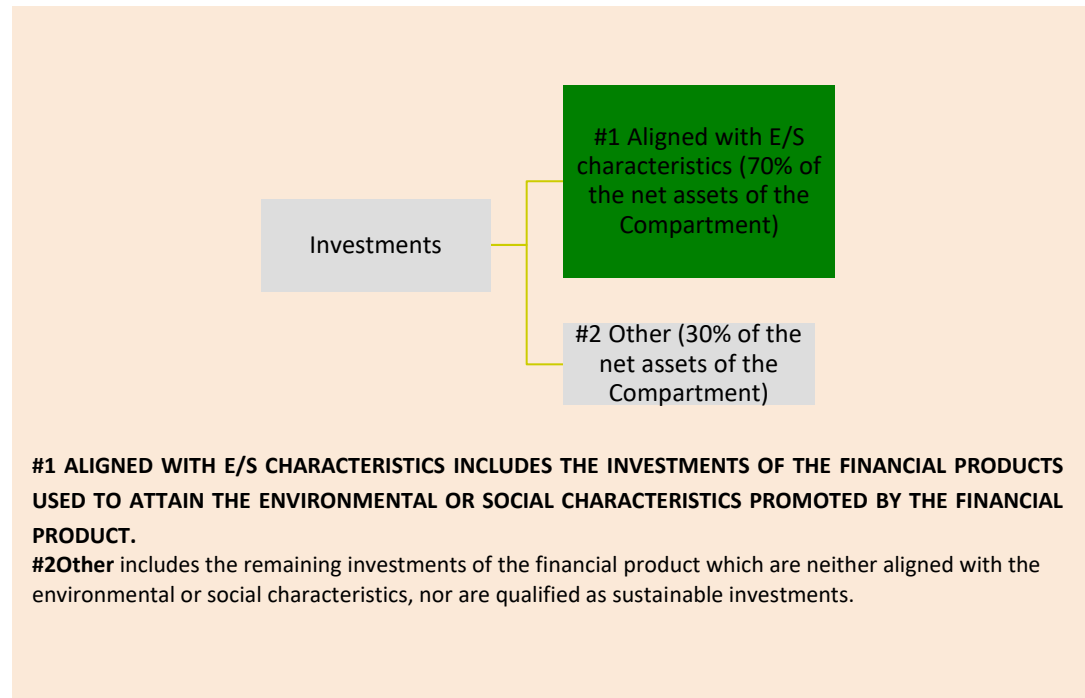 #1 Aligned with E/S
characteristics (70% of
the net assets of the
Compartment)
Investments
#2 Other (30% of the
net assets of the
Compartment)
#1 ALIGNED WITH E/S CHARACTERISTICS INCLUDES THE INVESTMENTS OF THE FINANCIAL PRODUCTS
USED TO ATTAIN THE ENVIRONMENTAL OR SOCIAL CHARACTERISTICS PROMOTED BY THE FINANCIAL
PRODUCT.
#2Other includes the remaining investments of the financial product which are neither aligned with the
environmental or social characteristics, nor are qualified as sustainable investments.